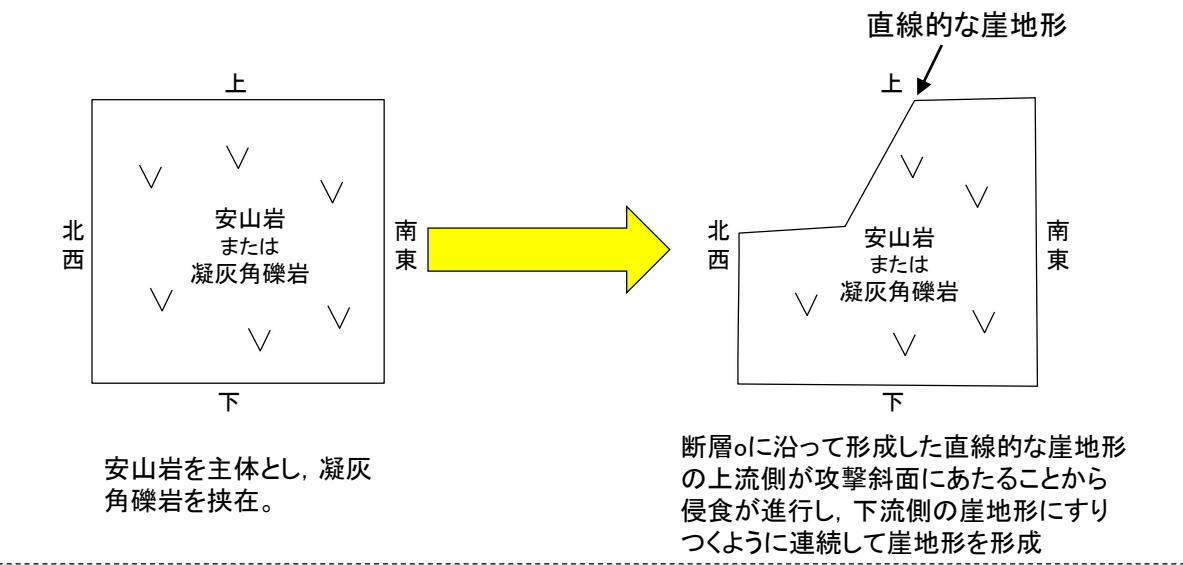 直線的な崖地形
上
北西
安山岩
または
凝灰角礫岩
南東
下
上
北西
安山岩
または
凝灰角礫岩
南東
下
安山岩を主体とし, 凝灰
角礫岩を挟在。
断層oに沿って形成した直線的な崖地形
の上流側が攻撃斜面にあたることから
侵食が進行し, 下流側の崖地形にすり
つくように連続して崖地形を形成